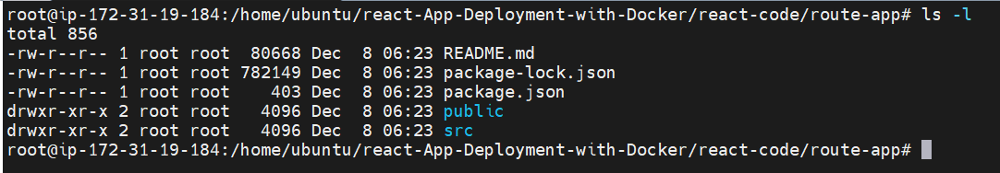 root@ip-172-31-19-184:/home/ubuntu/react-App-Deployment-with-Docker/react-code/route-app# ls -l
total 856
-rw-r--r-- 1 root root  80668 Dec  8 06:23 README.md
-rw-r--r-- 1 root root 782149 Dec  8 06:23 package-lock.json
-rw-r--r-- 1 root root    403 Dec  8 06:23 package.json
drwxr-xr-x 2 root root   4096 Dec  8 06:23 public
drwxr-xr-x 2 root root   4096 Dec  8 06:23 src
root@ip-172-31-19-184:/home/ubuntu/react-App-Deployment-with-Docker/react-code/route-app#